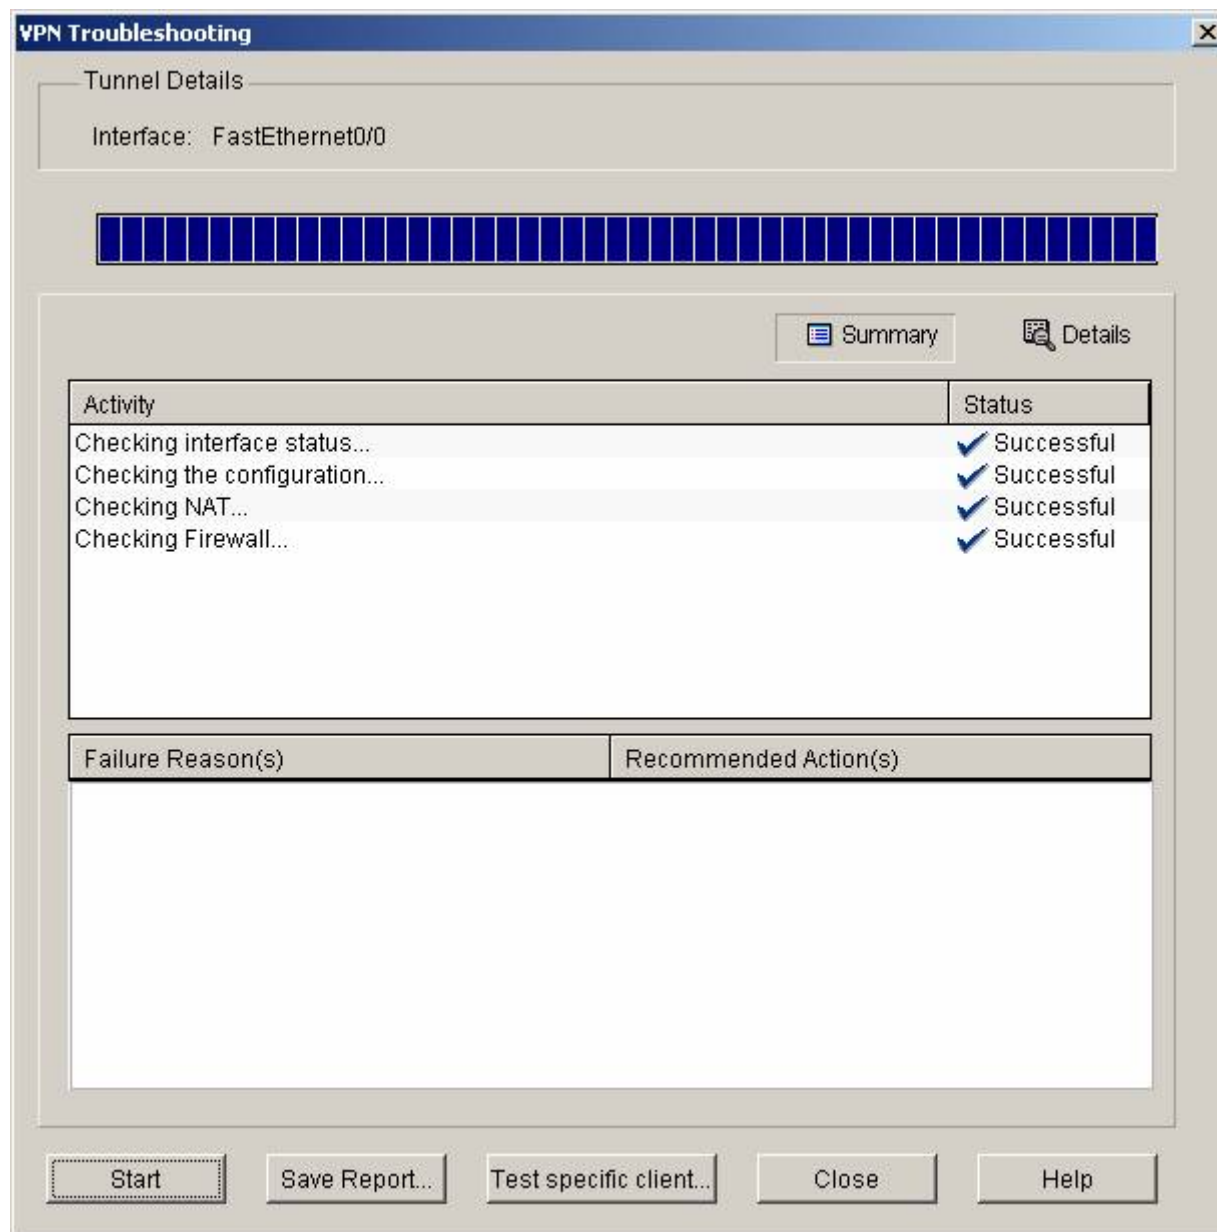 VPN Troubleshooting
Tunnel Details
Interface: FastEthernet0/0
Summary Details
Activity Status
Checking interface status... Successful
Checking the configuration... Successful
Checking NAT... Successful
Checking Firewall... Successful
Failure Reason(s) Recommended Action(s)
Start Save Report... Test specific client... Close Help